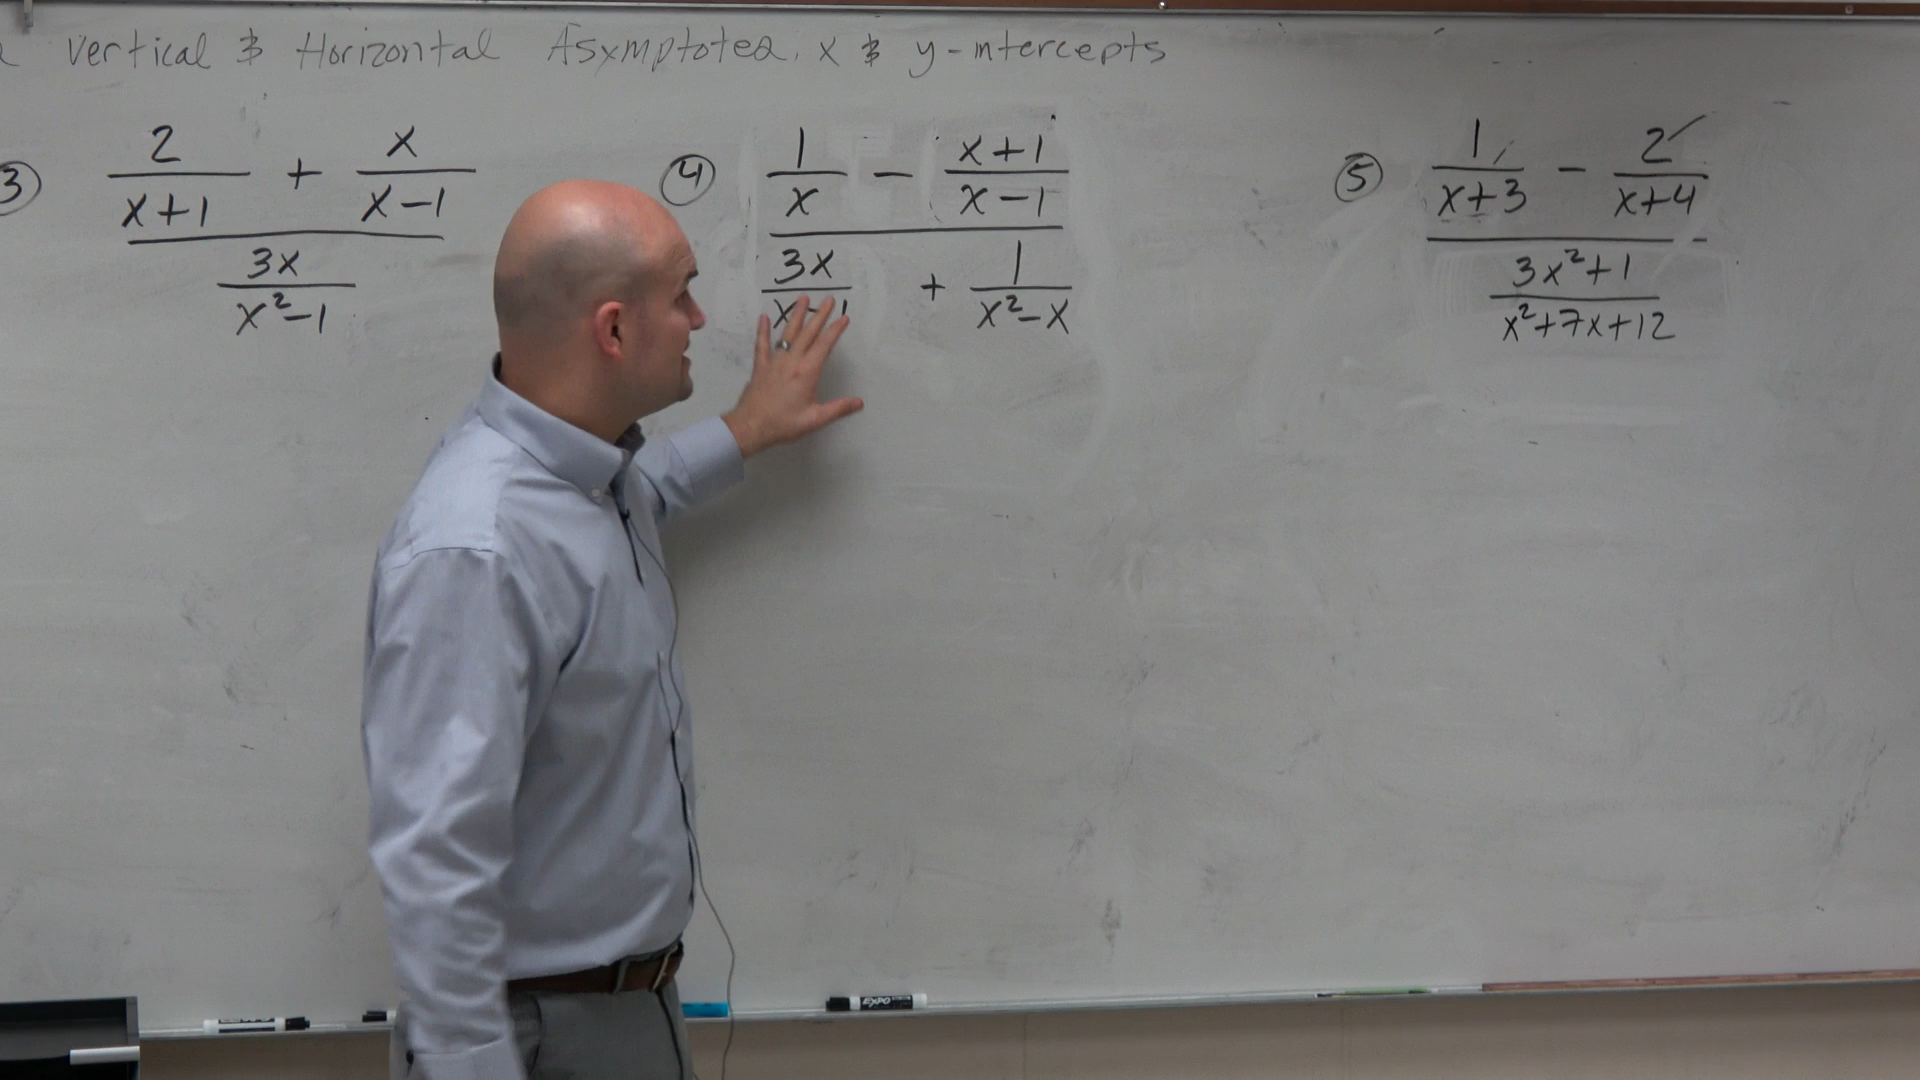 Vertical & Horizontal Asymptotes, x & y-intercepts
3 2/(x+1) + x/(x-1)
3x/(x²-1)
4 1/x - (x+1)/(x-1)
3x/(x-1) + 1/(x²-x)
5 1/(x+3) - 2/(x+4)
(3x²+1)/(x²+7x+12)
EXPO